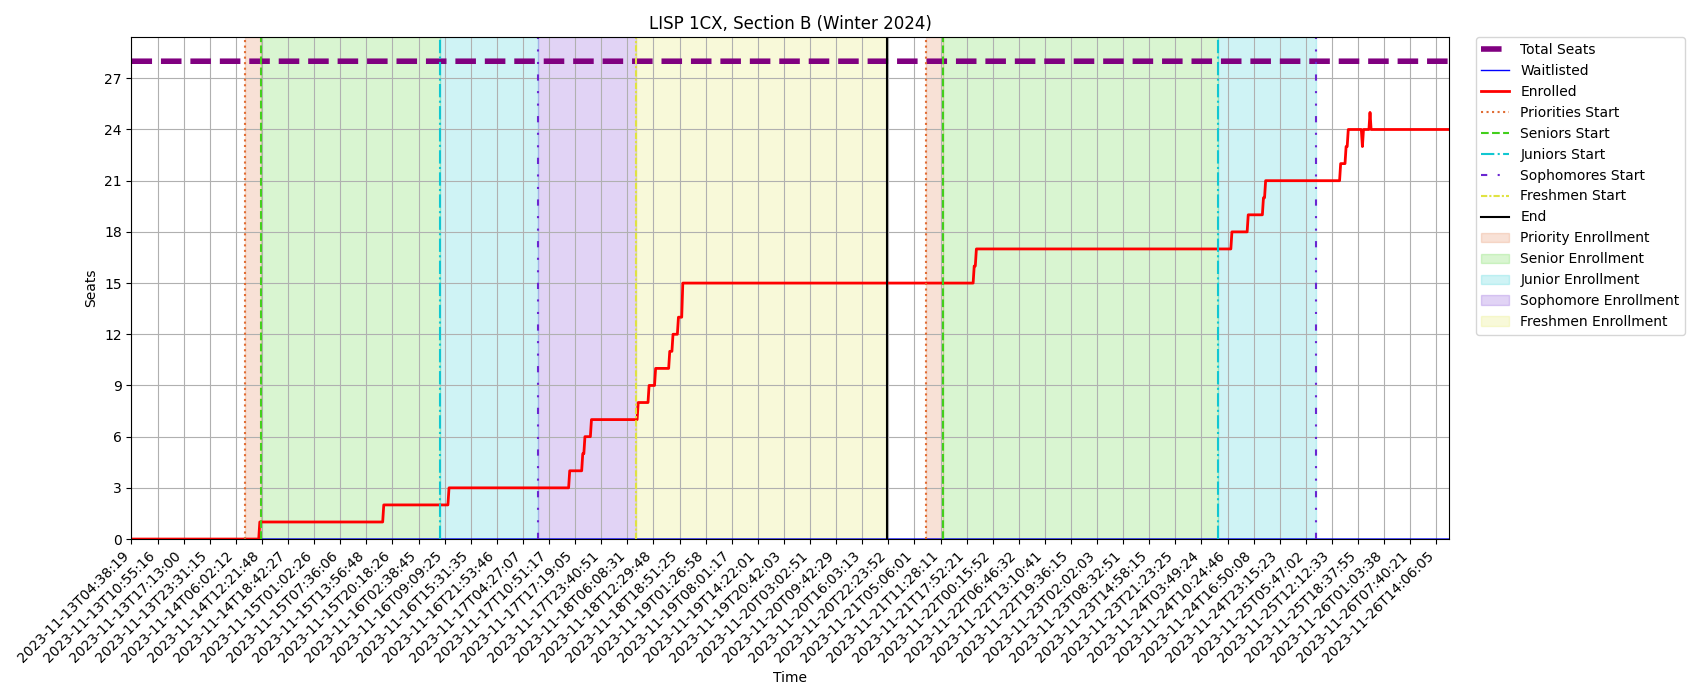 LISP 1CX, Section B (Winter 2024)
Seats
27
24
21
18
15
12
9
6
3
0
2023-11-13T04:38:19
2023-11-13T10:55:16
2023-11-13T17:13:00
2023-11-13T23:31:15
2023-11-14T06:02:12
2023-11-14T12:21:48
2023-11-14T18:42:27
2023-11-15T01:02:26
2023-11-15T07:36:06
2023-11-15T13:56:48
2023-11-15T20:18:26
2023-11-16T02:38:45
2023-11-16T09:09:25
2023-11-16T15:31:35
2023-11-16T21:53:46
2023-11-17T04:27:07
2023-11-17T10:51:17
2023-11-17T17:19:05
2023-11-17T23:40:51
2023-11-18T06:08:31
2023-11-18T12:29:48
2023-11-18T18:51:25
2023-11-19T01:26:58
2023-11-19T08:01:17
2023-11-19T14:22:01
2023-11-19T20:42:03
2023-11-20T03:02:51
2023-11-20T09:42:29
2023-11-20T16:03:13
2023-11-20T22:23:52
2023-11-21T05:06:01
2023-11-21T11:28:11
2023-11-21T17:52:21
2023-11-22T00:15:52
2023-11-22T06:46:32
2023-11-22T13:10:41
2023-11-22T19:36:15
2023-11-23T02:02:03
2023-11-23T08:32:51
2023-11-23T14:58:15
2023-11-23T21:23:25
2023-11-24T03:49:24
2023-11-24T10:24:46
2023-11-24T16:50:08
2023-11-24T23:15:23
2023-11-25T05:47:02
2023-11-25T12:12:33
2023-11-25T18:37:55
2023-11-26T01:03:38
2023-11-26T07:40:21
2023-11-26T14:06:05
Time
Total Seats
Waitlisted
Enrolled
Priorities Start
Seniors Start
Juniors Start
Sophomores Start
Freshmen Start
End
Priority Enrollment
Senior Enrollment
Junior Enrollment
Sophomore Enrollment
Freshmen Enrollment